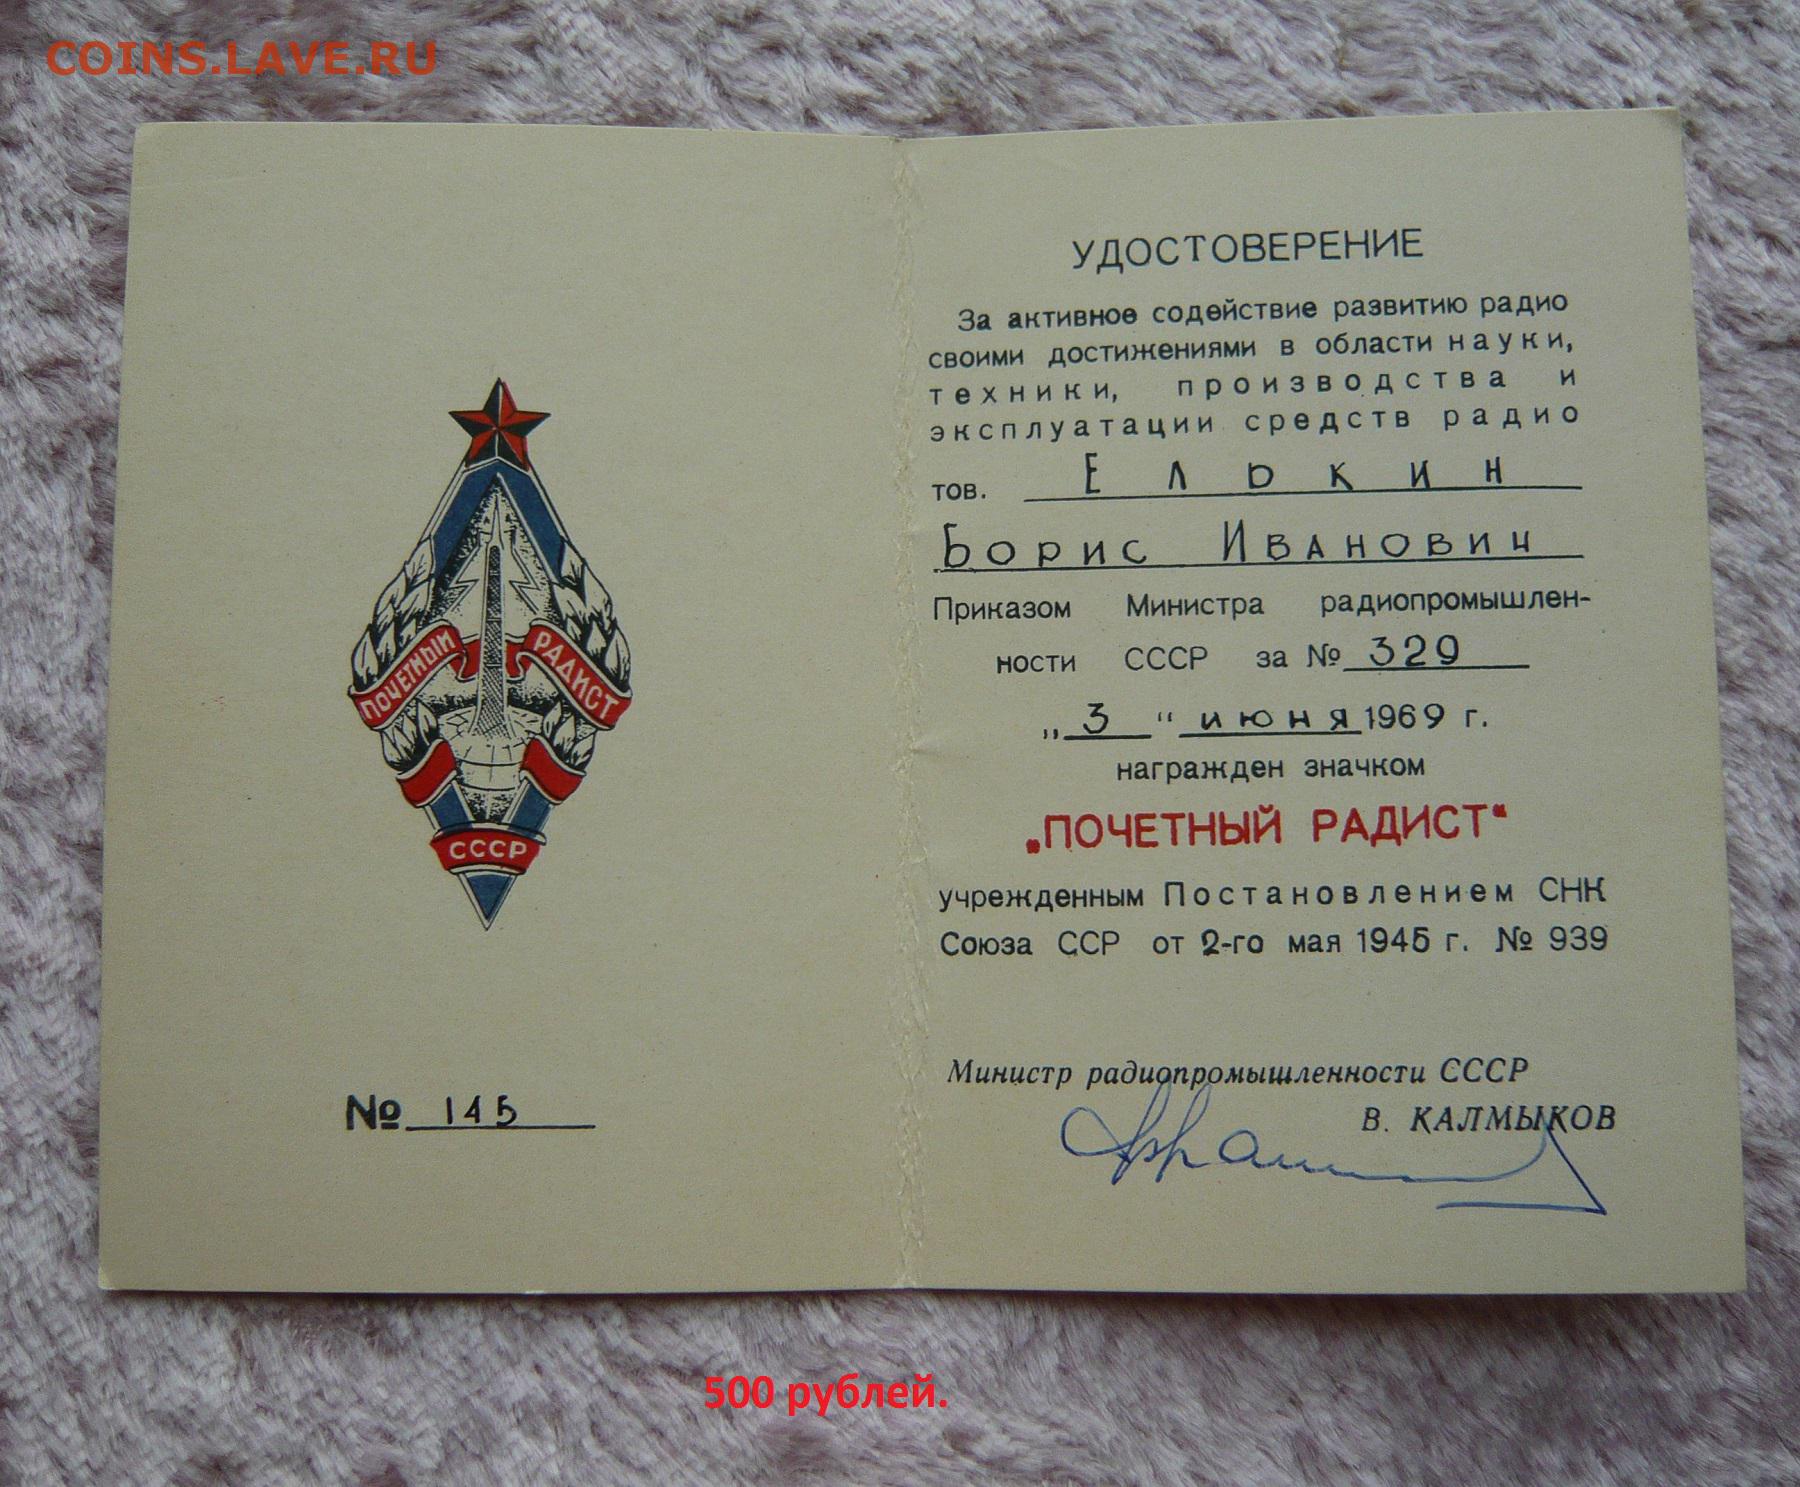 COINS.LAVE.RU
ПОЧЕТНЫЙ РАДИСТ
СССР
№ 145
УДОСТОВЕРЕНИЕ
За активное содействие развитию радио
своими достижениями в области науки,
техники, производства и
эксплуатации средств радио
тов. Елькин
Борис Иванович
Приказом Министра радиопромышлен-
ности СССР за № 329
„ 3 “ июня 1969 г.
награжден значком
„ПОЧЕТНЫЙ РАДИСТ“
учрежденным Постановлением СНК
Союза ССР от 2-го мая 1945 г. № 939
Министр радиопромышленности СССР
В. КАЛМЫКОВ
500 рублей.